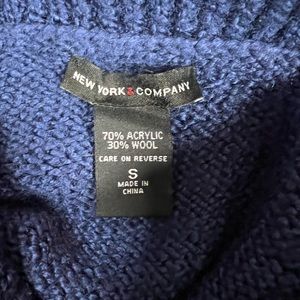 NEW YORK & COMPANY
70% ACRYLIC
30% WOOL
CARE ON REVERSE
S
MADE IN
CHINA